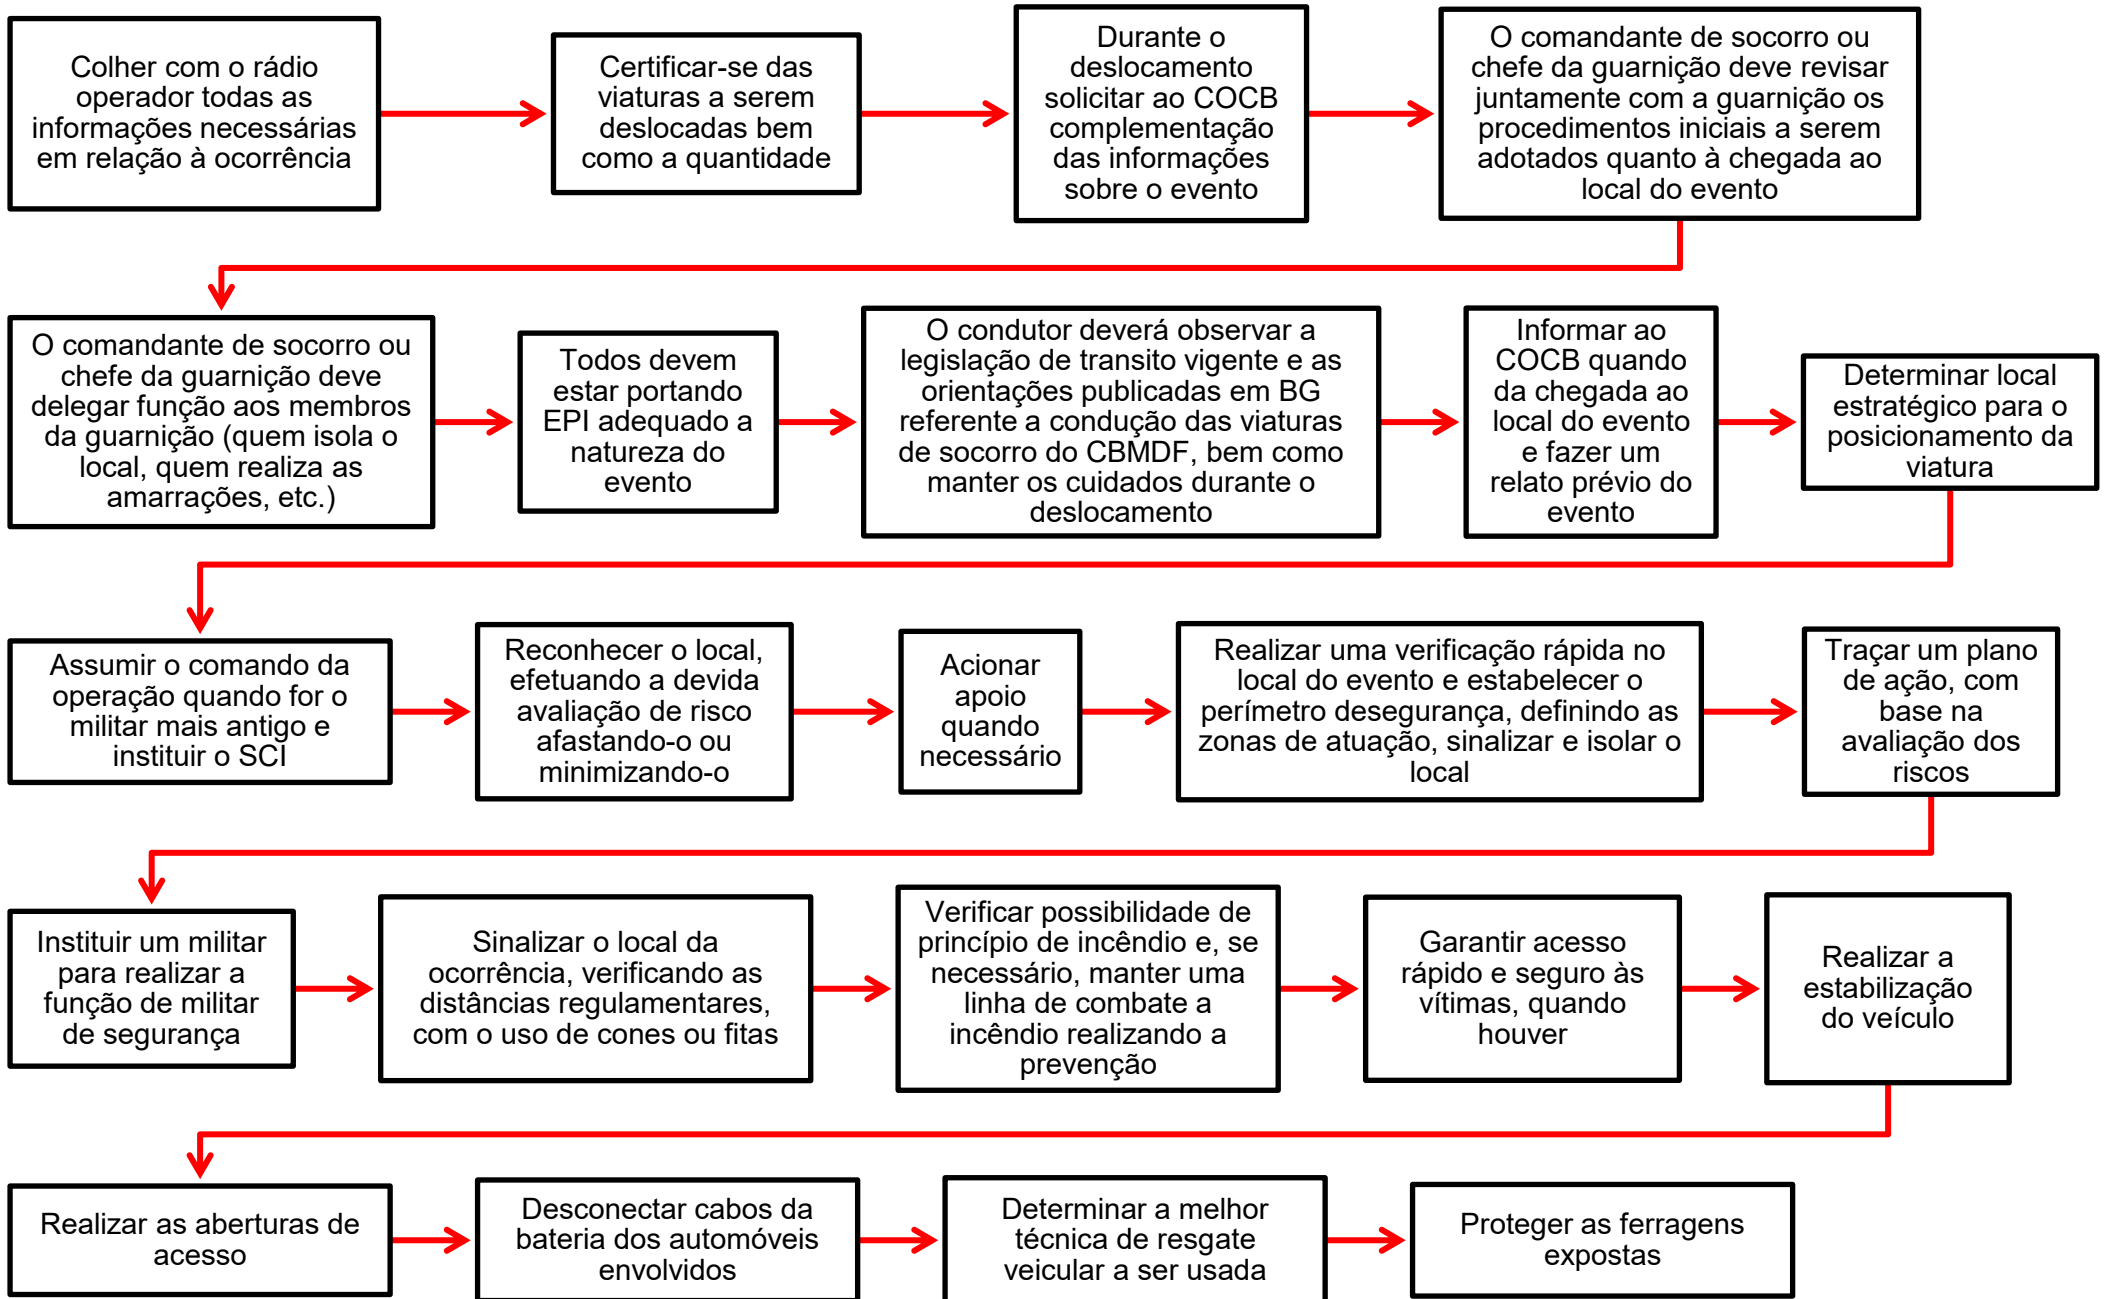 Colher com o rádio
operador todas as
informações necessárias
em relação à ocorrência
Certificar-se das
viaturas a serem
deslocadas bem
como a quantidade
Durante o
deslocamento
solicitar ao COCB
complementação
das informações
sobre o evento
O comandante de socorro ou
chefe da guarnição deve revisar
juntamente com a guarnição os
procedimentos iniciais a serem
adotados quanto à chegada ao
local do evento
O comandante de socorro ou
chefe da guarnição deve
delegar função aos membros
da guarnição (quem isola o
local, quem realiza as
amarrações, etc.)
Todos devem
estar portando
EPI adequado a
natureza do
evento
O condutor deverá observar a
legislação de transito vigente e as
orientações publicadas em BG
referente a condução das viaturas
de socorro do CBMDF, bem como
manter os cuidados durante o
deslocamento
Informar ao
COCB quando
da chegada ao
local do evento
e fazer um
relato prévio do
evento
Determinar local
estratégico para o
posicionamento da
viatura
Assumir o comando da
operação quando for o
militar mais antigo e
instituir o SCI
Reconhecer o local,
efetuando a devida
avaliação de risco
afastando-o ou
minimizando-o
Acionar
apoio
quando
necessário
Realizar uma verificação rápida no
local do evento e estabelecer o
perímetro desegurança, definindo as
zonas de atuação, sinalizar e isolar o
local
Traçar um plano
de ação, com
base na
avaliação dos
riscos
Instituir um militar
para realizar a
função de militar
de segurança
Sinalizar o local da
ocorrência, verificando as
distâncias regulamentares,
com o uso de cones ou fitas
Verificar possibilidade de
princípio de incêndio e, se
necessário, manter uma
linha de combate a
incêndio realizando a
prevenção
Garantir acesso
rápido e seguro às
vítimas, quando
houver
Realizar a
estabilização
do veículo
Realizar as aberturas de
acesso
Desconectar cabos da
bateria dos automóveis
envolvidos
Determinar a melhor
técnica de resgate
veicular a ser usada
Proteger as ferragens
expostas